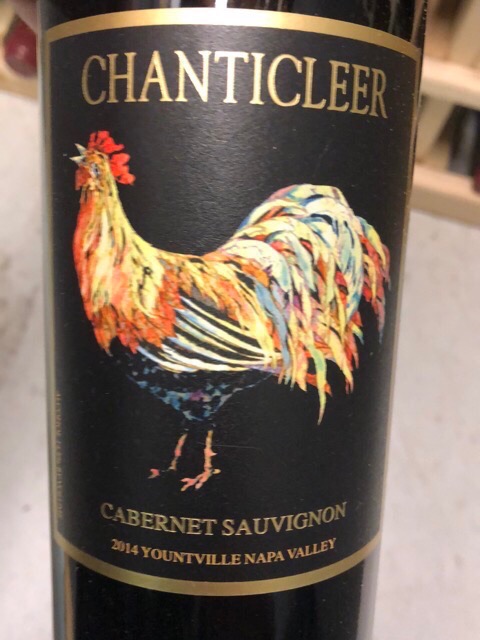 CHANTICLEER
CABERNET SAUVIGNON
2014 YOUNTVILLE NAPA VALLEY